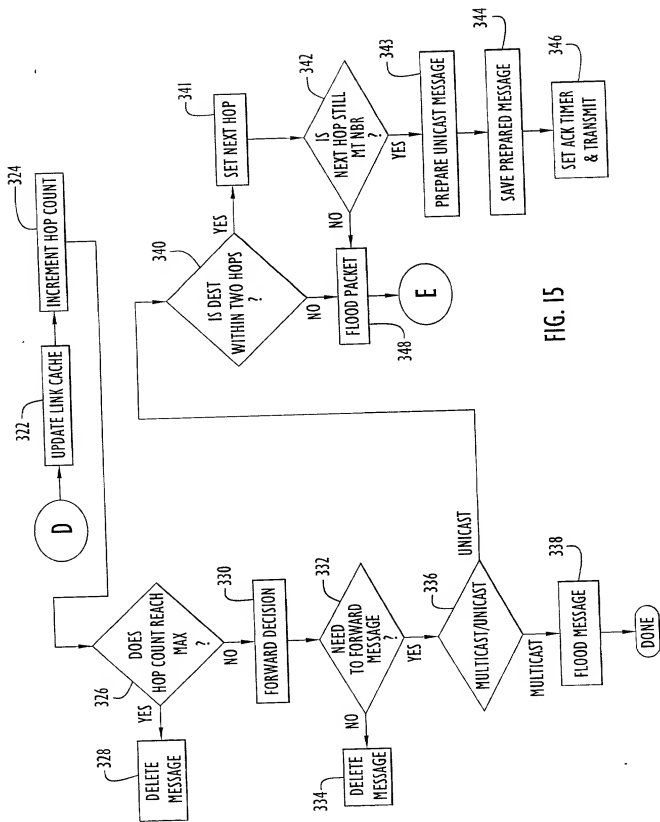 D
322
UPDATE LINK CACHE
324
INCREMENT HOP COUNT
326
DOES
HOP COUNT REACH
MAX
?
YES
NO
328
DELETE
MESSAGE
330
FORWARD DECISION
332
NEED
TO FORWARD
MESSAGE
?
NO
YES
334
DELETE
MESSAGE
336
MULTICAST/UNICAST
MULTICAST
UNICAST
338
FLOOD MESSAGE
DONE
340
IS DEST
WITHIN TWO HOPS
?
YES
NO
341
SET NEXT HOP
342
IS
NEXT HOP STILL
MT NBR
?
NO
YES
343
PREPARE UNICAST MESSAGE
344
SAVE PREPARED MESSAGE
346
SET ACK TIMER
& TRANSMIT
FLOOD PACKET
348
E
FIG. 15